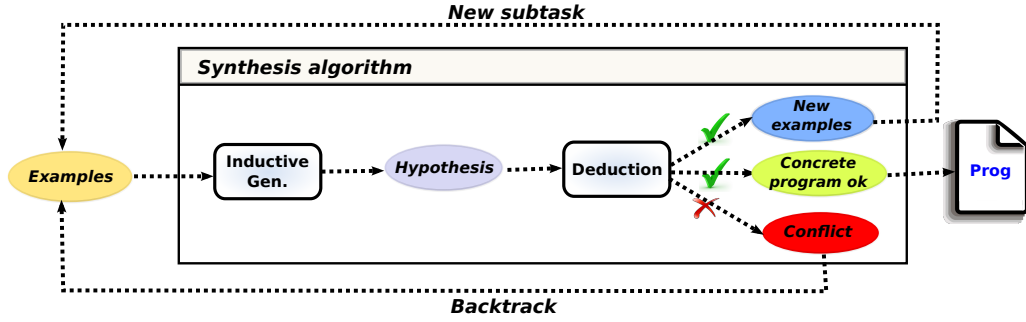 New subtask
Synthesis algorithm
Examples
Inductive
Gen.
Hypothesis
Deduction
New
examples
Concrete
program ok
Conflict
Prog
Backtrack